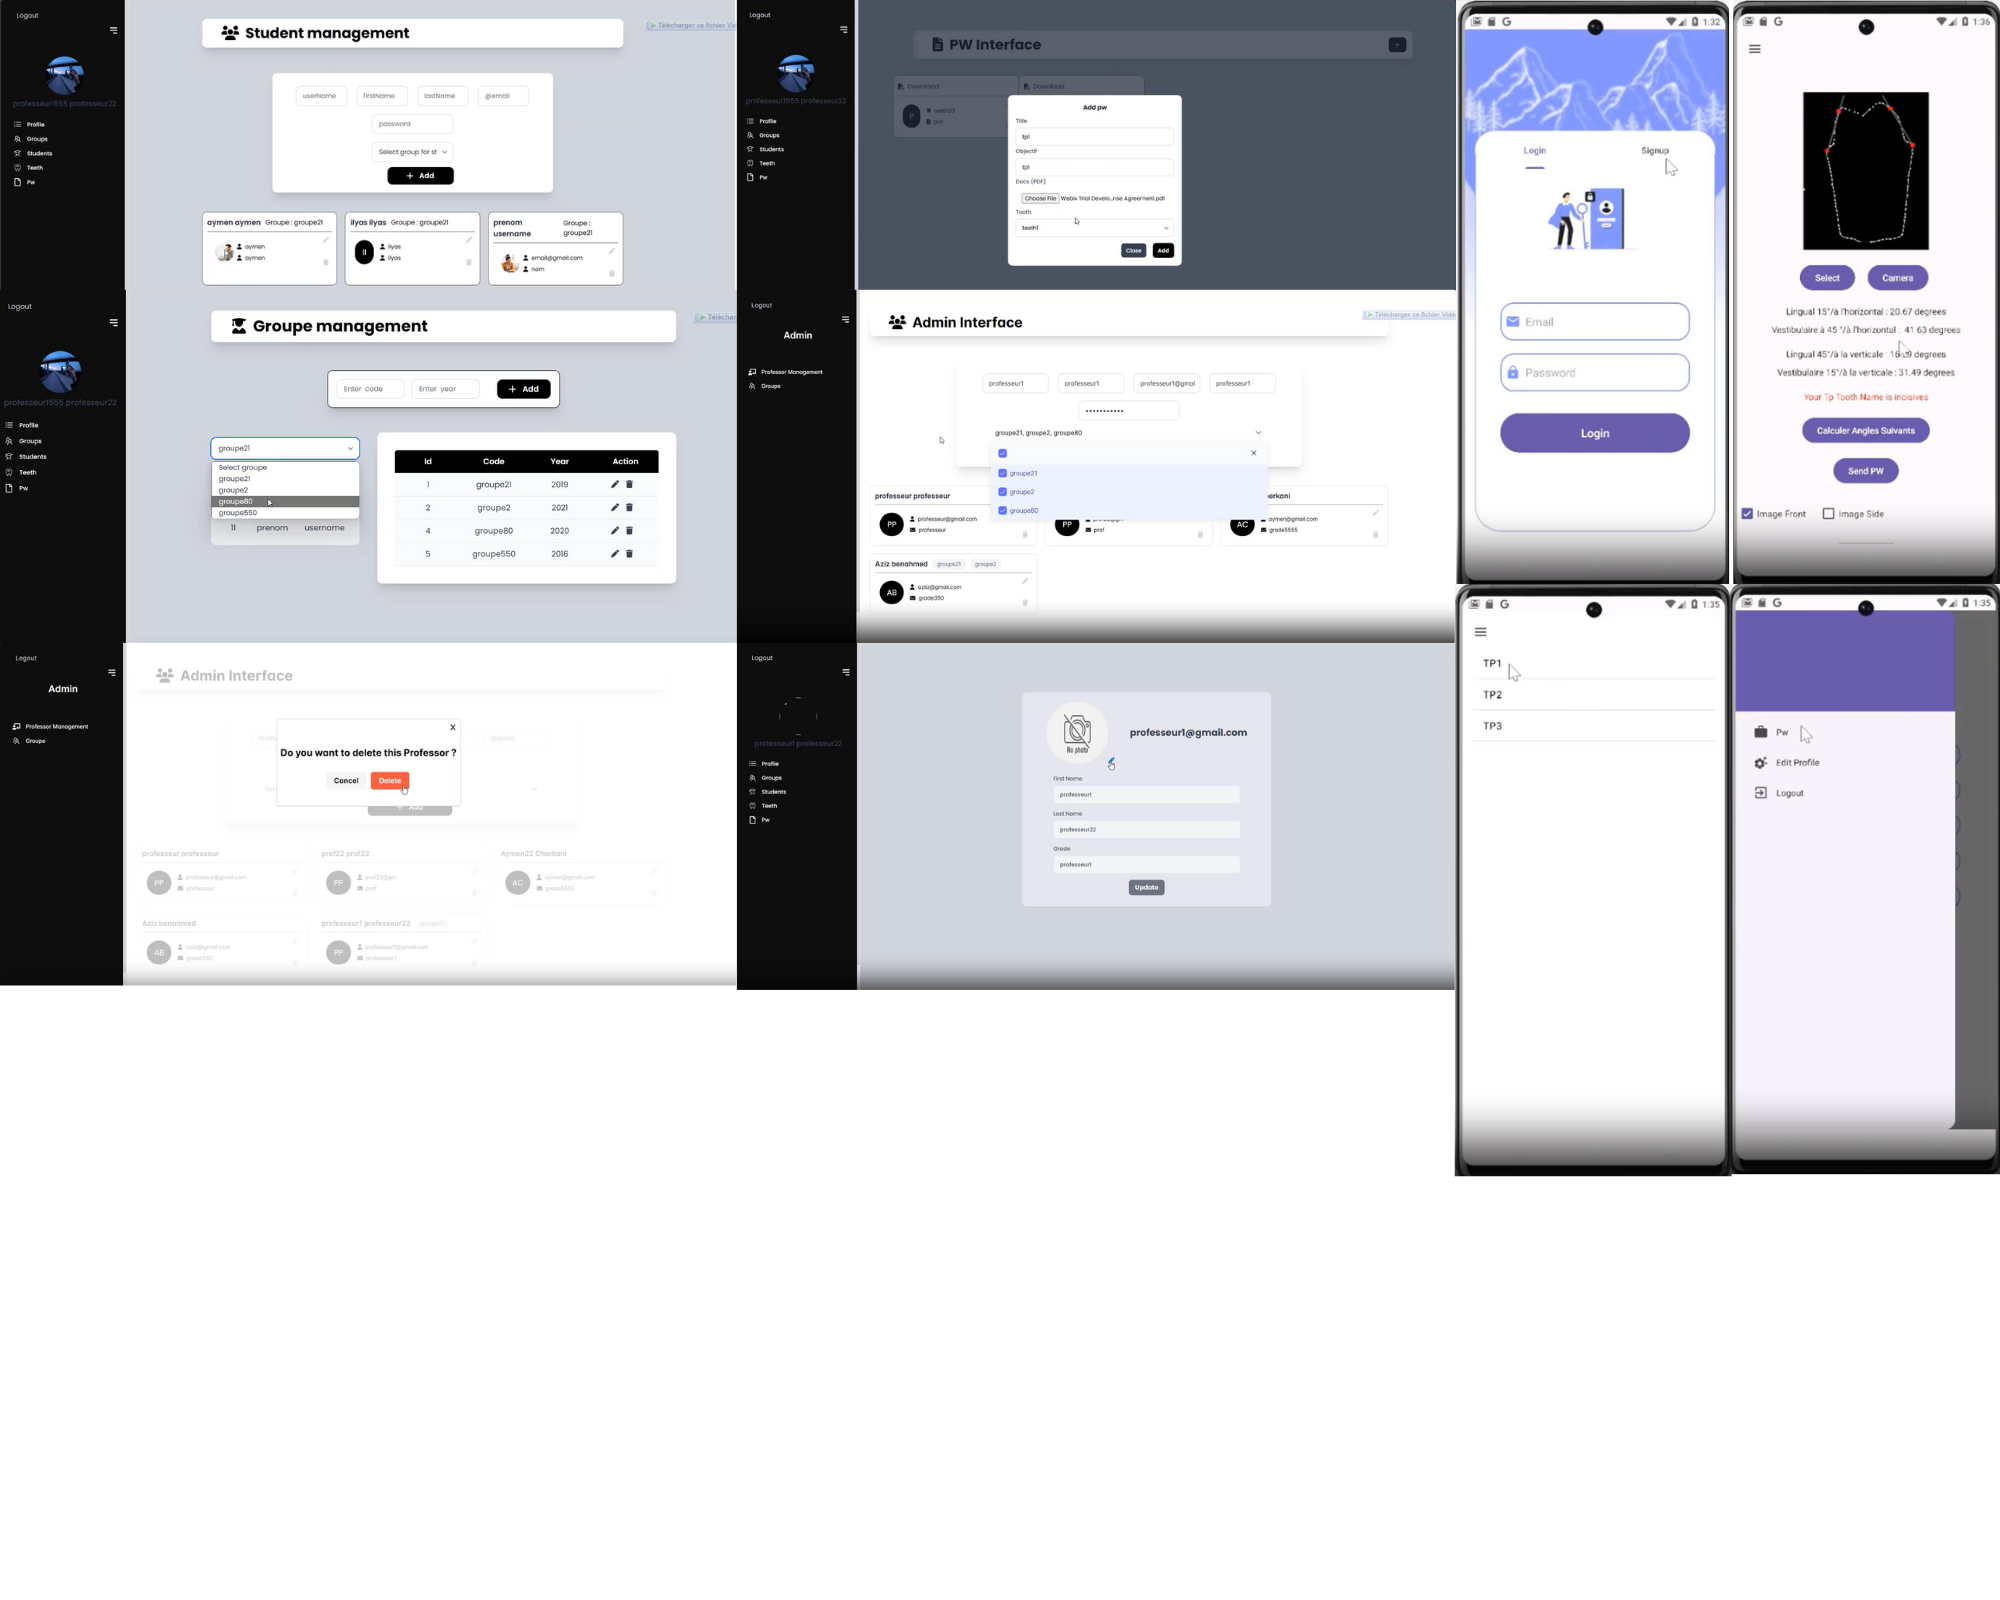 Logout
professeur1555 professeur22
Profile
Groups
Students
Teeth
Pw
Student management
Télécharger ce fichier Vid
userName
firstName
lastName
@email
password
Select group for st
+ Add
aymen aymen Groupe : groupe21
aymen
aymen
ilyas ilyas Groupe : groupe21
II
ilyas
ilyas
prenom username
Groupe : groupe21
email@gmail.com
nom
Logout
professeur1555 professeur22
Profile
Groups
Students
Teeth
Pw
PW Interface
+
Download
Download
P
pw
Add pw
Title
tp1
Objectif
tp1
Docs (PDF)
Choose File Webix Trial Develo...nse Agreement.pdf
Tooth
teeth1
Close
Add
Logout
professeur1555 professeur22
Profile
Groups
Students
Teeth
Pw
Groupe management
Téléchar
Enter code
Enter year
+ Add
groupe21
Select groupe
groupe21
groupe2
groupe80
groupe550
11 prenom username
Id Code Year Action
1 groupe21 2019
2 groupe2 2021
4 groupe80 2020
5 groupe550 2016
Logout
Admin
Professor Management
Groupe
Admin Interface
Télécharger ce fichier Vidé
professeur1
professeur1
professeur1@gmai
professeur1
groupe21, groupe2, groupe80
groupe21
groupe2
groupe80
professeur professeur
PP
professeur@gmail.com
professeur
PP
prof
erkani
AC
aymen@gmail.com
grade5555
Aziz benahmed groupe21 groupe2
AB
aziz@gmail.com
grade350
Logout
Admin
Professor Management
Groupe
Admin Interface
@grade
x
Do you want to delete this Professor ?
Cancel
Delete
+ Add
professeur professeur
PP
professeur@gmail.com
professeur
prof22 prof22
PP
prof22@gm
prof
Aymen22 Cherkani
AC
aymen@gmail.com
grade5555
Aziz benahmed
AB
aziz@gmail.com
professeur1 professeur22
PP
professeur1@gmail.com
professeur1
Logout
professeur1 professeur22
Profile
Groups
Students
Teeth
Pw
No photo
professeur1@gmail.com
First Name
professeur1
Last Name
professeur22
Grade
professeur1
Update
G
1:32
Login
Signup
Email
Password
Login
G
1:36
Select
Camera
Lingual 15°/à l'horizontal : 20.67 degrees
Vestibulaire à 45 °/à l'horizontal : 41.63 degrees
Lingual 45°/à la verticale : degrees
Vestibulaire 15°/à la verticale : 31.49 degrees
Your Tp Tooth Name is incisives
Calculer Angles Suivants
Send PW
Image Front
Image Side
G
1:35
TP1
TP2
TP3
G
1:35
Pw
Edit Profile
Logout